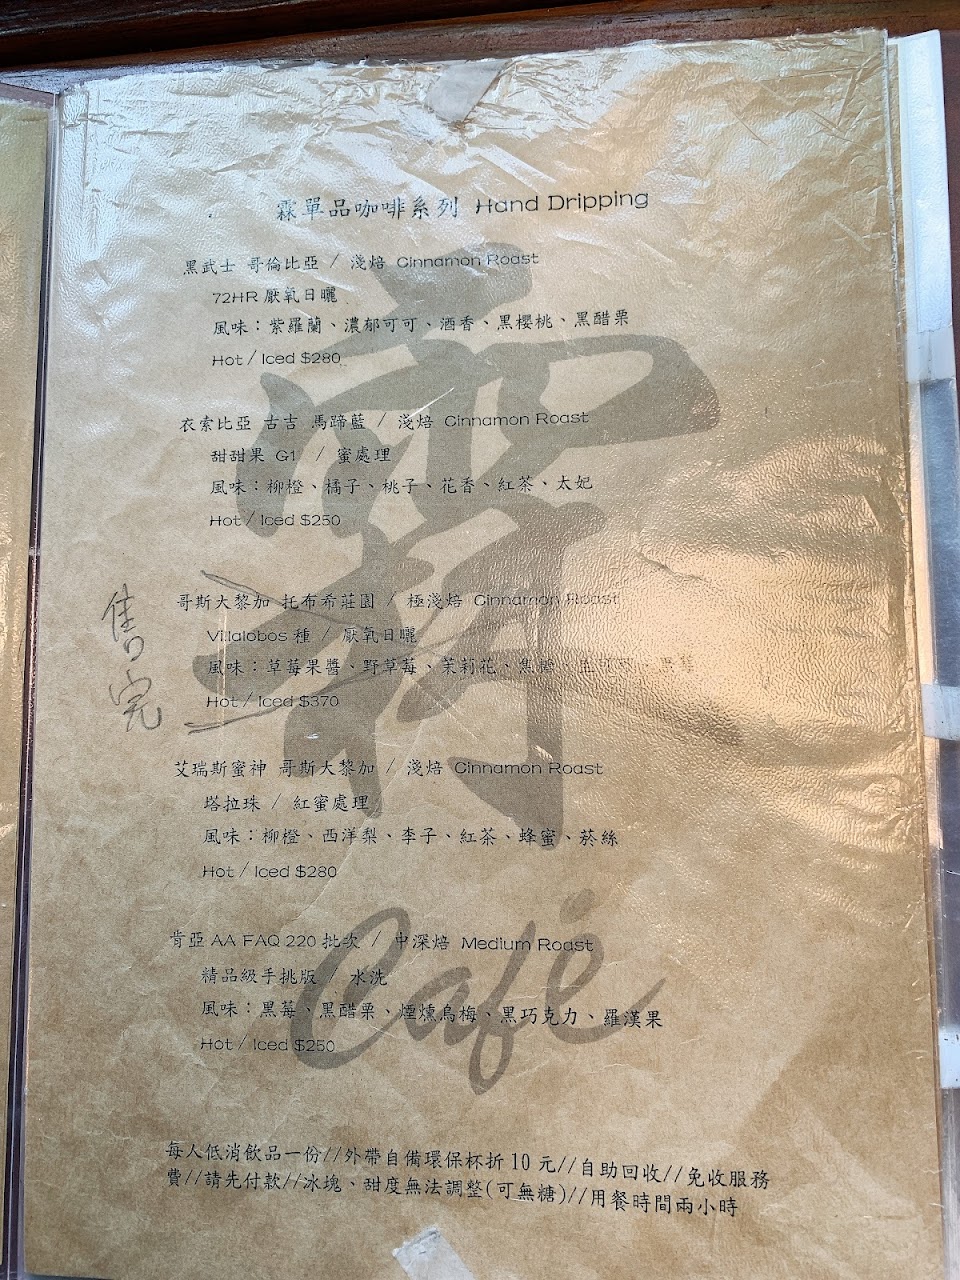 霖單品咖啡系列 Hand Dripping
黑武士 哥倫比亞 / 淺焙 Cinnamon Roast
72HR 厭氧日曬
風味：紫羅蘭、濃郁可可、酒香、黑櫻桃、黑醋栗
Hot / Iced $280
衣索比亞 古吉 馬蹄藍 / 淺焙 Cinnamon Roast
甜甜果 G1 / 蜜處理
風味：柳橙、橘子、桃子、花香、紅茶、太妃
Hot / Iced $250
售完
哥斯大黎加 托布希莊園 / 極淺焙 Cinnamon Roast
Villalobos 種 / 厭氧日曬
風味：草莓果醬、野草莓、茉莉花、焦糖、
Hot / Iced $370
艾瑞斯蜜神 哥斯大黎加 / 淺焙 Cinnamon Roast
塔拉珠 / 紅蜜處理
風味：柳橙、西洋梨、李子、紅茶、蜂蜜、菸絲
Hot / Iced $280
肯亞 AA FAQ 220 批次 / 中深焙 Medium Roast
精品級手挑版 / 水洗
風味：黑莓、黑醋栗、煙燻烏梅、黑巧克力、羅漢果
Hot / Iced $250
霖
Café
每人低消飲品一份//外帶自備環保杯折 10 元//自助回收//免收服務
費//請先付款//冰塊、甜度無法調整(可無糖)//用餐時間兩小時